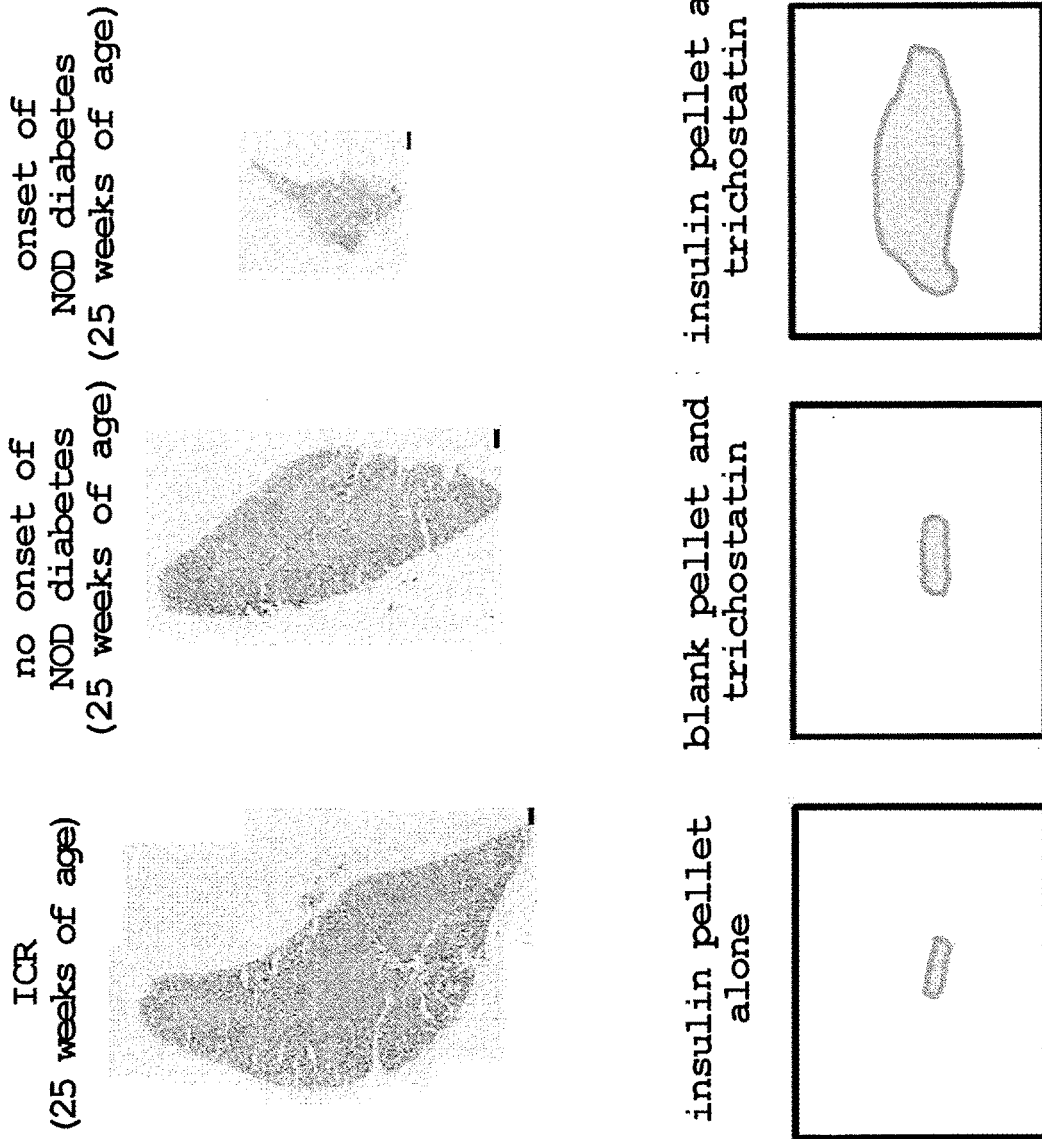 ICR
(25 weeks of age)
no onset of
NOD diabetes
(25 weeks of age)
onset of
NOD diabetes
(25 weeks of age)
insulin pellet
alone
blank pellet and
trichostatin
insulin pellet a
trichostatin